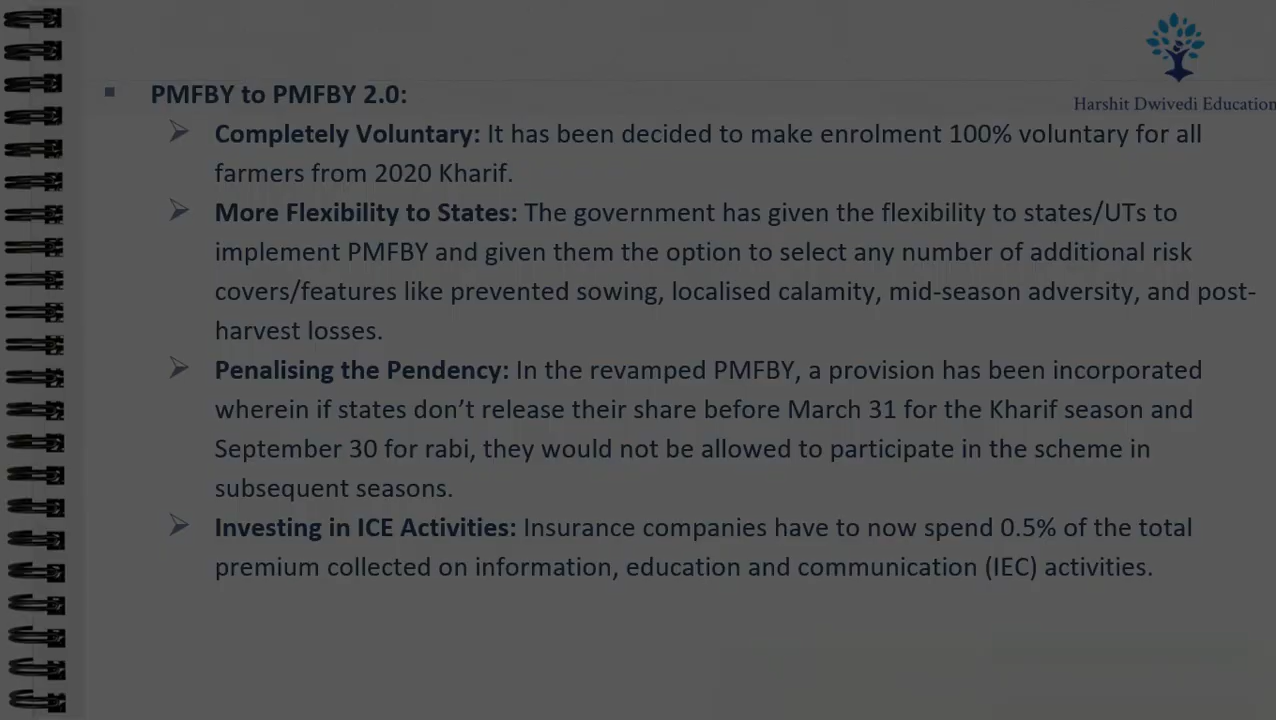 Harshit Dwivedi Education
▪ PMFBY to PMFBY 2.0:
➢ Completely Voluntary: It has been decided to make enrolment 100% voluntary for all
farmers from 2020 Kharif.
➢ More Flexibility to States: The government has given the flexibility to states/UTs to
implement PMFBY and given them the option to select any number of additional risk
covers/features like prevented sowing, localised calamity, mid-season adversity, and post-
harvest losses.
➢ Penalising the Pendency: In the revamped PMFBY, a provision has been incorporated
wherein if states don’t release their share before March 31 for the Kharif season and
September 30 for rabi, they would not be allowed to participate in the scheme in
subsequent seasons.
➢ Investing in ICE Activities: Insurance companies have to now spend 0.5% of the total
premium collected on information, education and communication (IEC) activities.